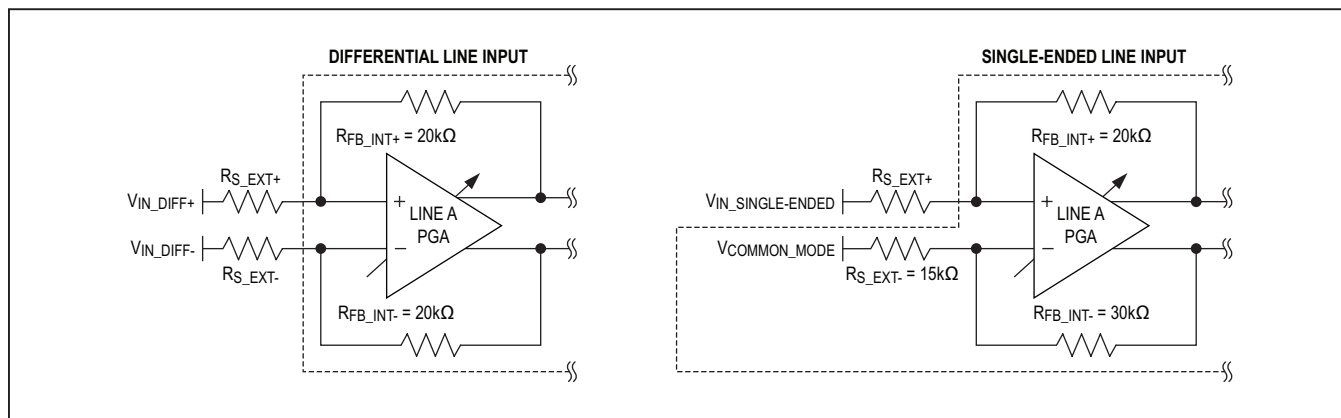 DIFFERENTIAL LINE INPUT
RFB_INT+ = 20kΩ
RS_EXT+
VIN_DIFF+
+
LINE A
PGA
−
VIN_DIFF-
RS_EXT-
RFB_INT- = 20kΩ
SINGLE-ENDED LINE INPUT
RFB_INT+ = 20kΩ
RS_EXT+
VIN_SINGLE-ENDED
+
LINE A
PGA
−
VCOMMON_MODE
RS_EXT- = 15kΩ
RFB_INT- = 30kΩ